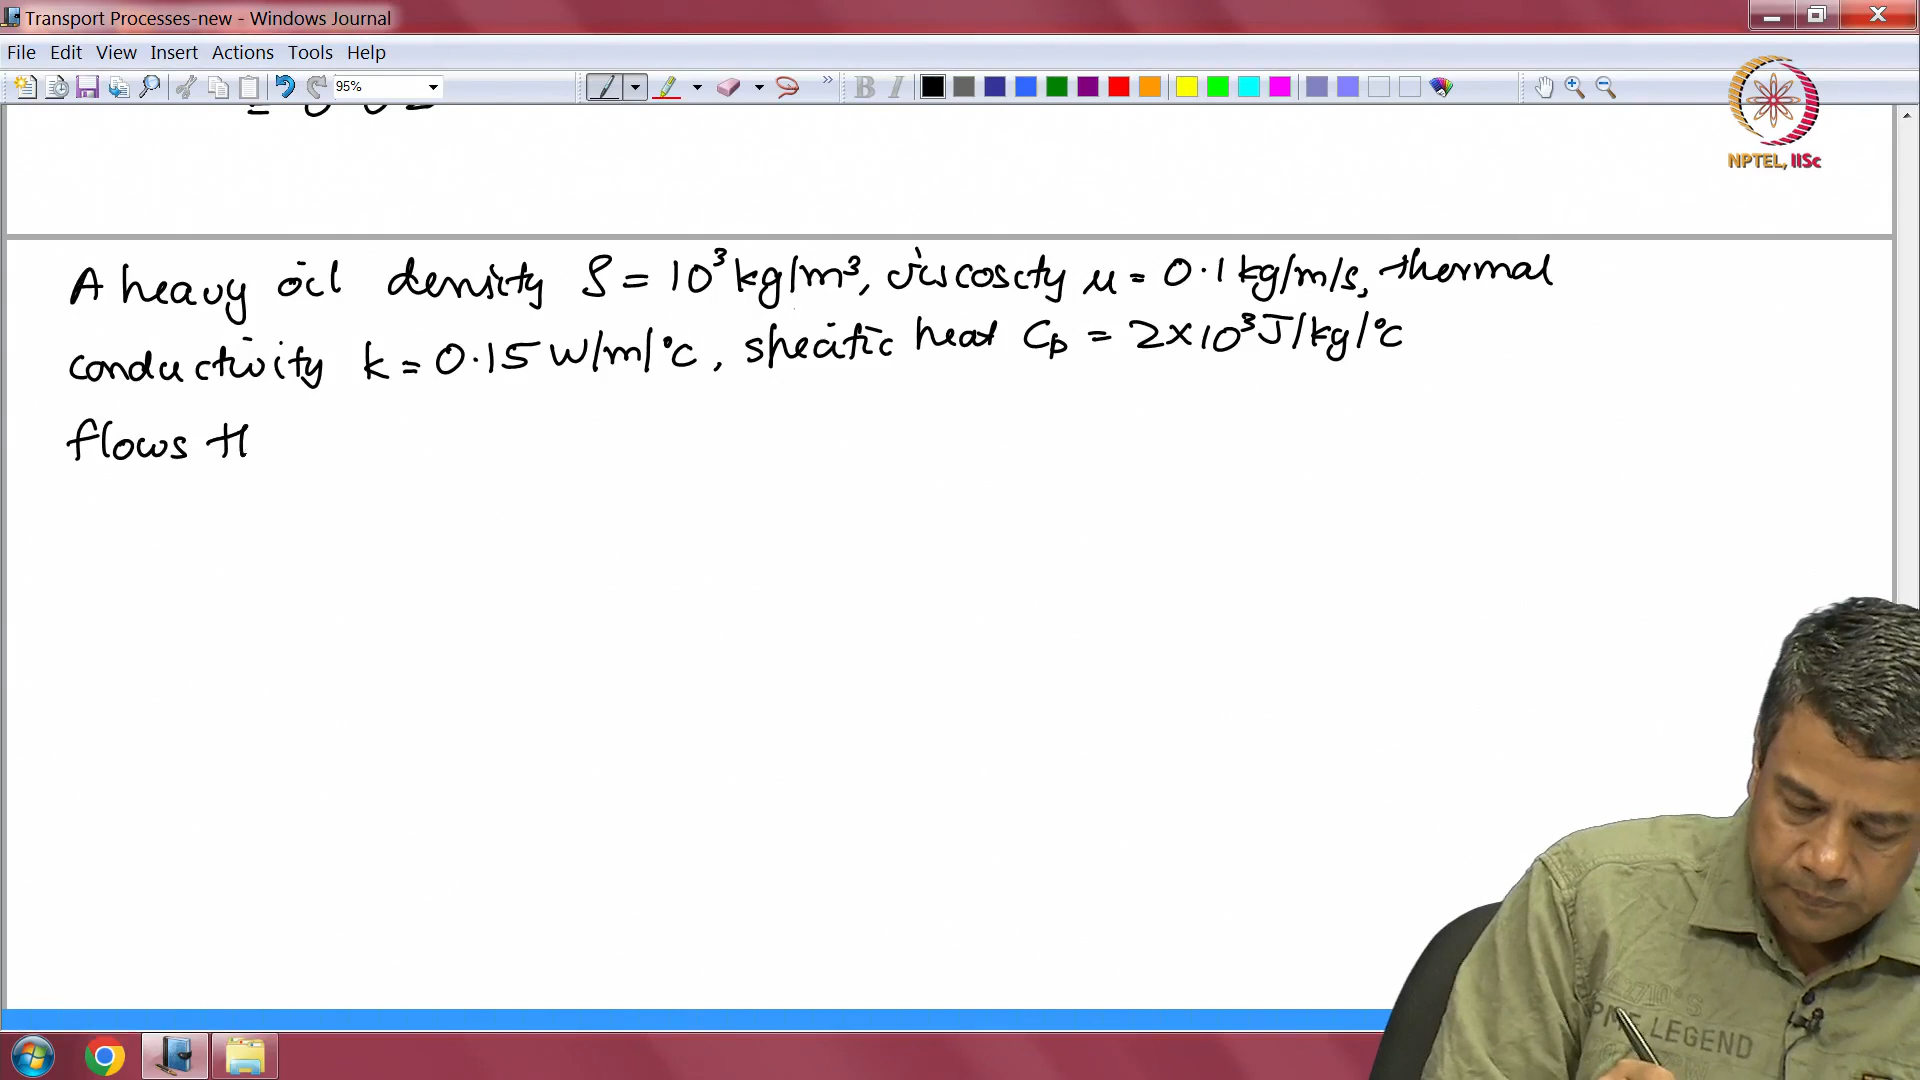 Transport Processes-new - Windows Journal
File Edit View Insert Actions Tools Help
95%
B I
NPTEL, IISc
A heavy oil density ρ = 10³ kg/m³, viscosity μ = 0.1 kg/m/s, thermal
conductivity k = 0.15 W/m/°C, specific heat Cp = 2×10³ J/kg/°C
flows th
LEGEND